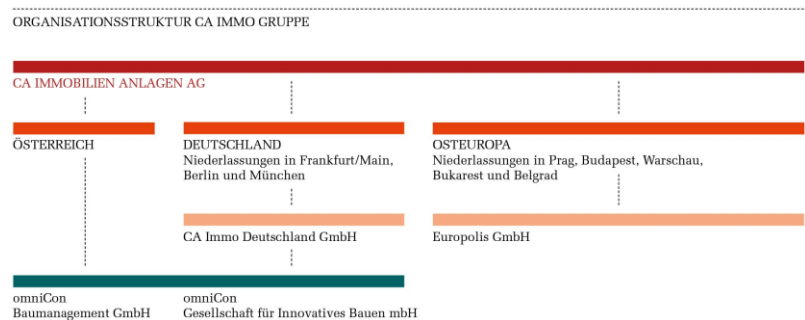 ORGANISATIONSSTRUKTUR CA IMMO GRUPPE
CA IMMOBILIEN ANLAGEN AG
ÖSTERREICH
DEUTSCHLAND
Niederlassungen in Frankfurt/Main,
Berlin und München
OSTEUROPA
Niederlassungen in Prag, Budapest, Warschau,
Bukarest und Belgrad
CA Immo Deutschland GmbH
Europolis GmbH
omniCon
Baumanagement GmbH
omniCon
Gesellschaft für Innovatives Bauen mbH